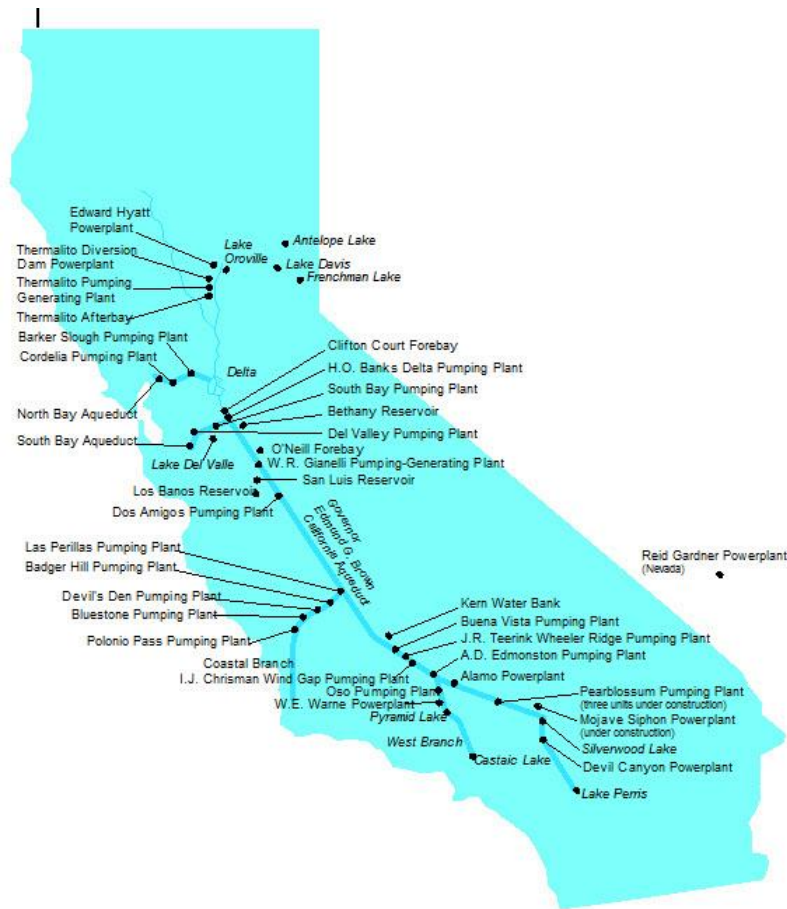 Edward Hyatt
Powerplant
Lake
Oroville
Antelope Lake
Thermalito Diversion
Dam Powerplant
Lake Davis
Frenchman Lake
Thermalito Pumping
Generating Plant
Thermalito Afterbay
Barker Slough Pumping Plant
Cordelia Pumping Plant
Delta
Clifton Court Forebay
H.O. Banks Delta Pumping Plant
South Bay Pumping Plant
North Bay Aqueduct
Bethany Reservoir
Del Valley Pumping Plant
South Bay Aqueduct
O'Neill Forebay
Lake Del Valle
W.R. Gianelli Pumping-Generating Plant
San Luis Reservoir
Los Banos Reservoir
Dos Amigos Pumping Plant
Governor
Edmund G. Brown
California Aqueduct
Las Perillas Pumping Plant
Badger Hill Pumping Plant
Reid Gardner Powerplant
(Nevada)
Devil's Den Pumping Plant
Bluestone Pumping Plant
Polonio Pass Pumping Plant
Kern Water Bank
Buena Vista Pumping Plant
J.R. Teerink Wheeler Ridge Pumping Plant
A.D. Edmonston Pumping Plant
Coastal Branch
I.J. Chrisman Wind Gap Pumping Plant
Alamo Powerplant
Oso Pumping Plant
Pearblossum Pumping Plant
(three units under construction)
W.E. Warne Powerplant
Pyramid Lake
Mojave Siphon Powerplant
(under construction)
West Branch
Silverwood Lake
Castaic Lake
Devil Canyon Powerplant
Lake Perris